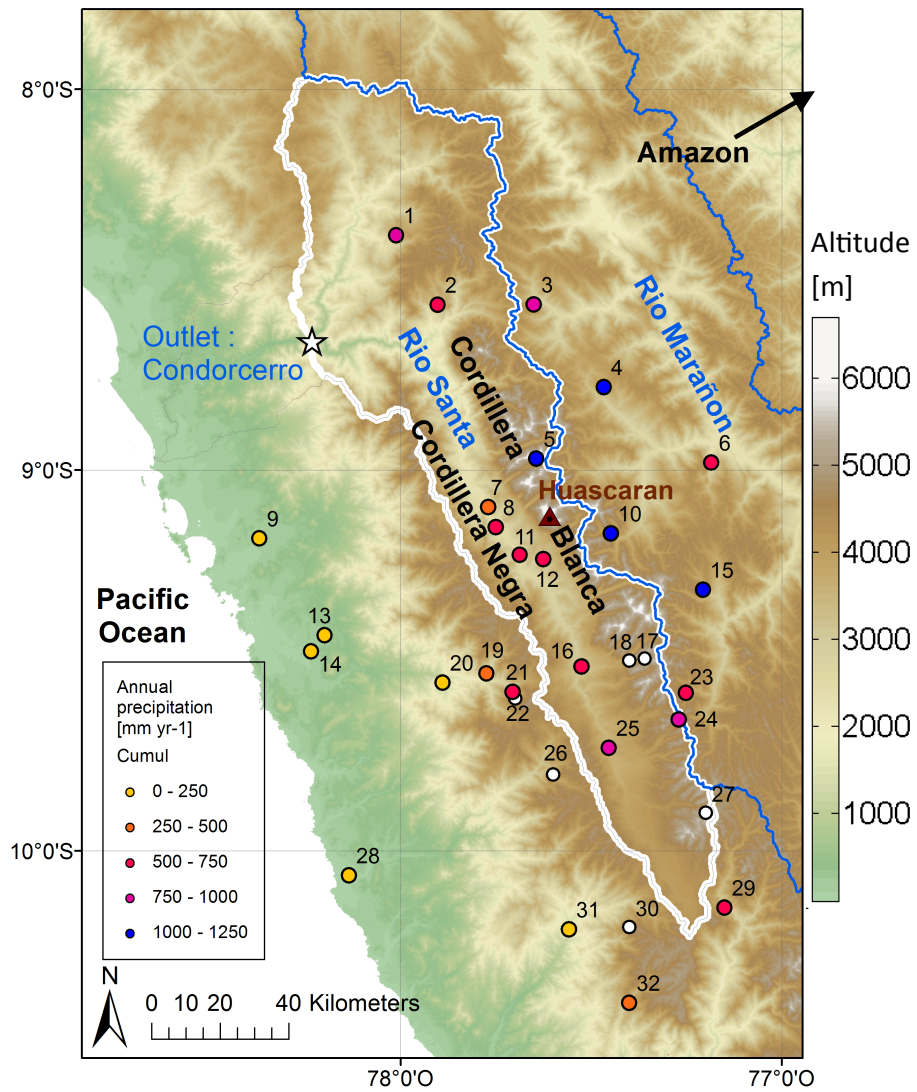 8°0'S
Amazon
Altitude
[m]
1
2
3
Rio Marañon
Outlet :
Condorcerro
Rio Santa
Cordillera
4
6000
5
6
5000
9°0'S
Cordillera Negra
Huascaran
7
8
9
10
4000
11
12
Blanca
15
Pacific
Ocean
13
14
3000
18
17
16
19
20
21
22
23
24
2000
25
26
27
1000
Annual
precipitation
[mm yr-1]
Cumul
0 - 250
250 - 500
500 - 750
750 - 1000
1000 - 1250
10°0'S
28
29
30
31
32
N
0 10 20 40 Kilometers
78°0'O
77°0'O